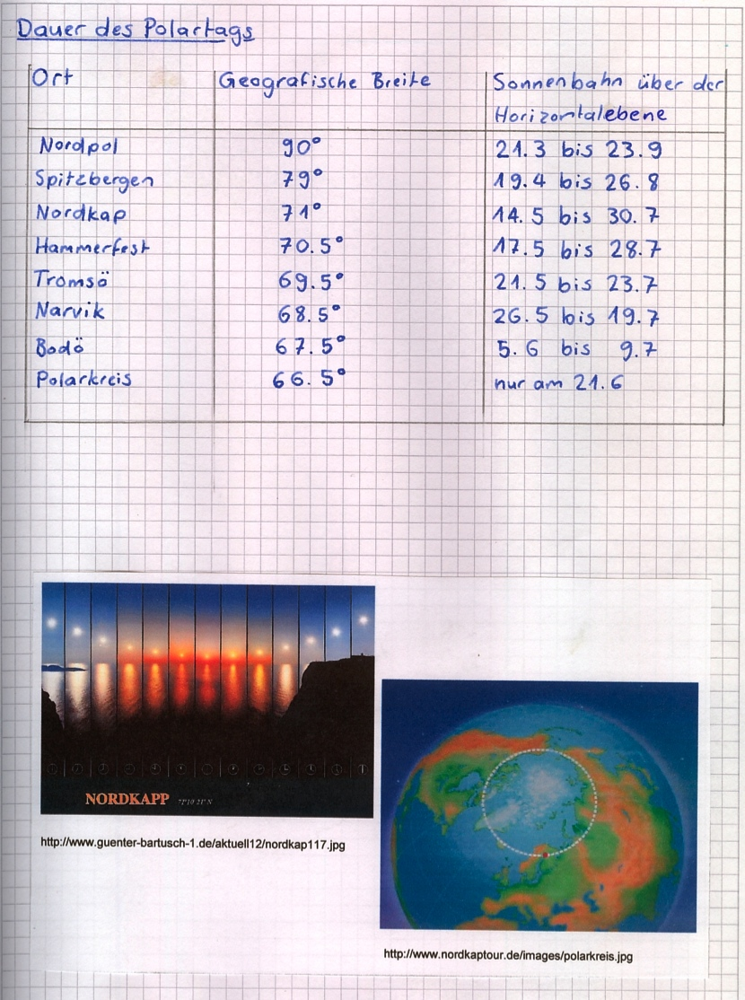 Dauer des Polartags
Ort Geografische Breite Sonnenbahn über der
Horizontalebene
Nordpol 90° 21.3 bis 23.9
Spitzbergen 79° 19.4 bis 26.8
Nordkap 71° 14.5 bis 30.7
Hammerfest 70.5° 17.5 bis 28.7
Tromsö 69.5° 21.5 bis 23.7
Narvik 68.5° 26.5 bis 19.7
Bodö 67.5° 5.6 bis 9.7
Polarkreis 66.5° nur am 21.6
NORDKAPP
http://www.guenter-bartusch-1.de/aktuell12/nordkap117.jpg
http://www.nordkaptour.de/images/polarkreis.jpg